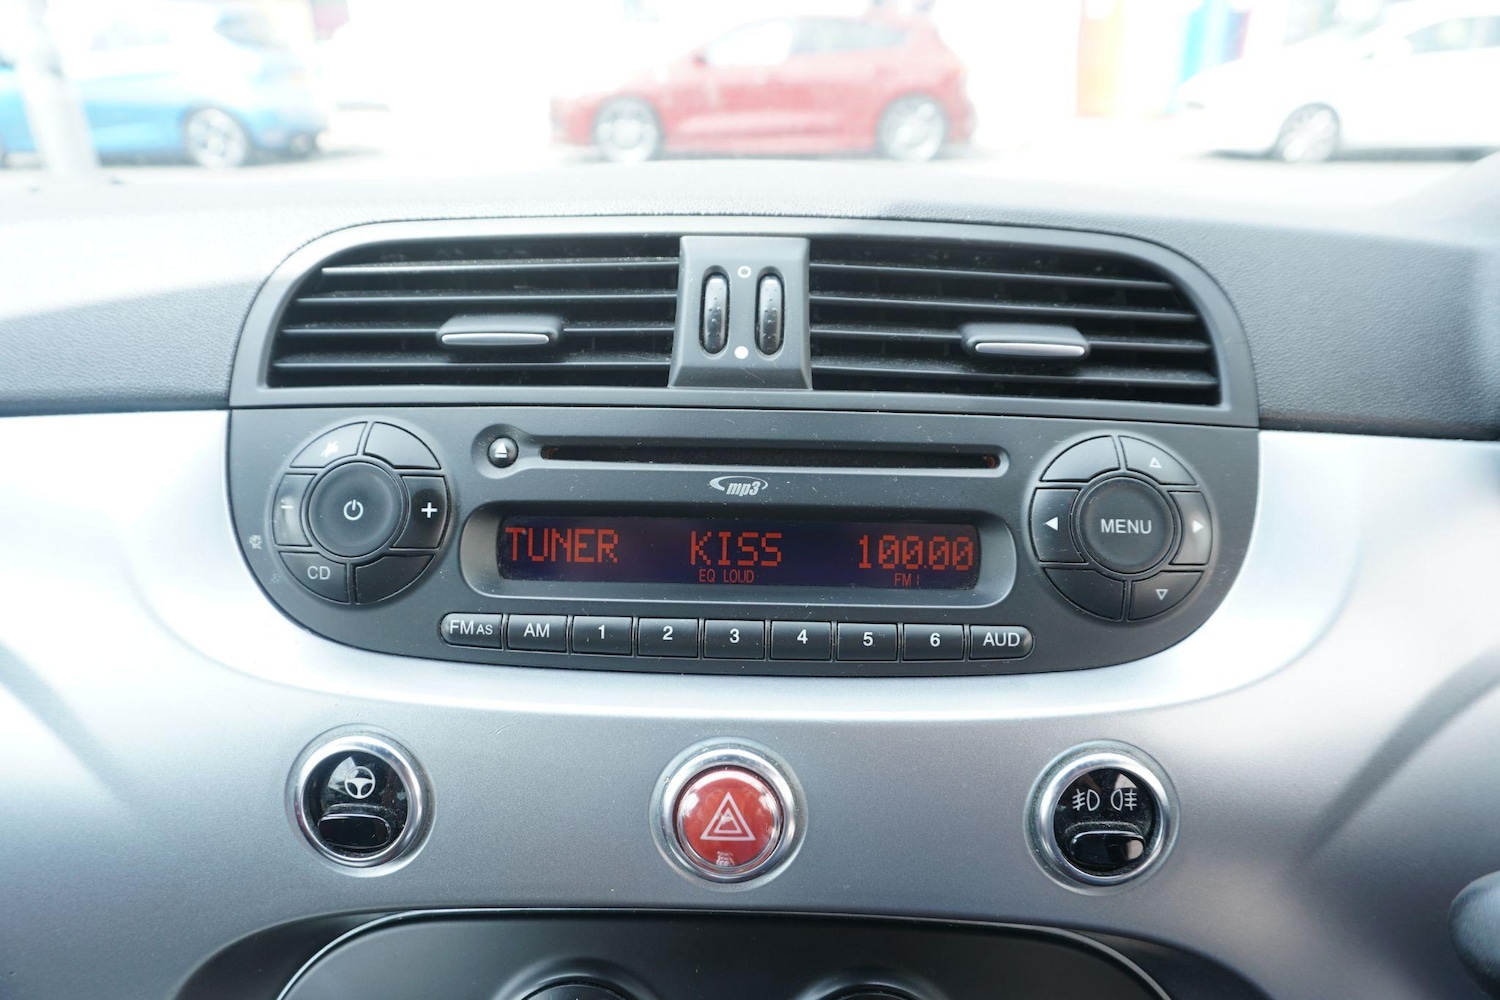 mp3
TUNER KISS 100.00
EQ LOUD FM1
+
-
CD
MENU
FM AS AM 1 2 3 4 5 6 AUD